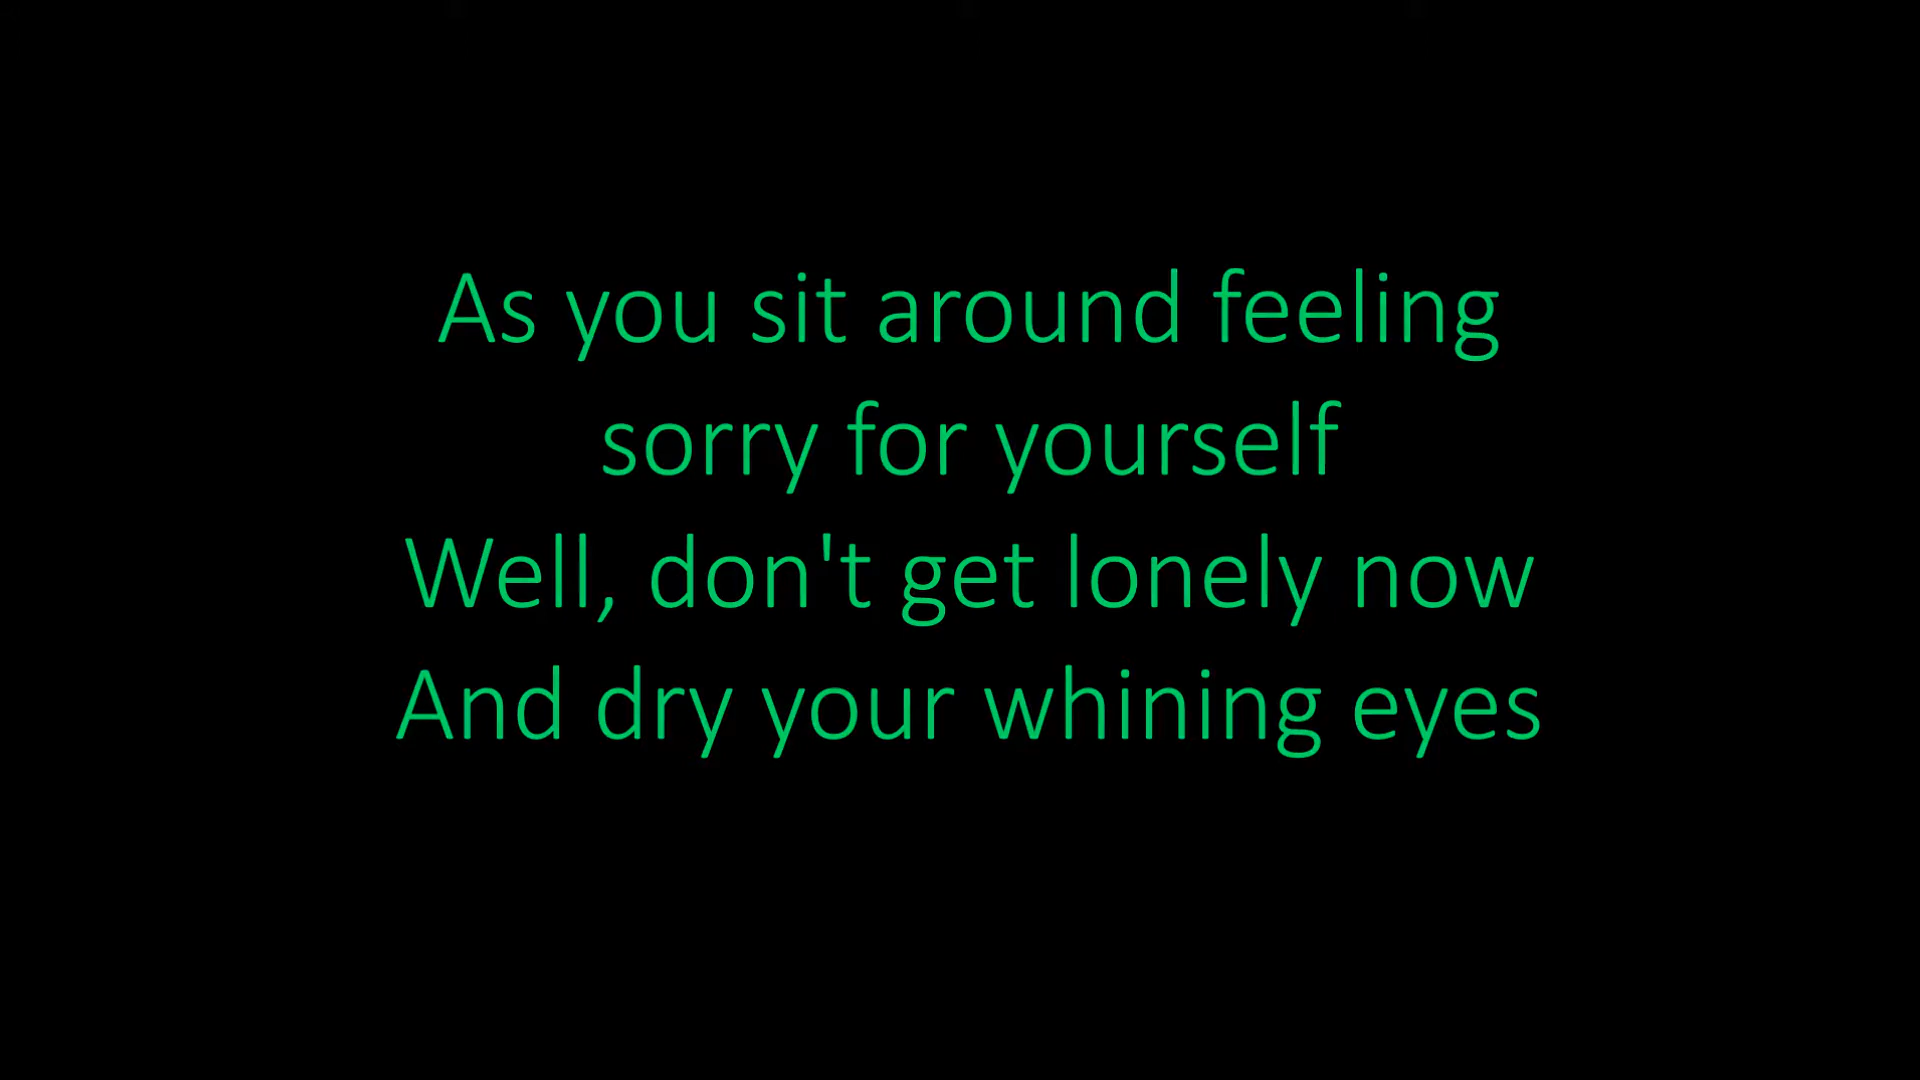 As you sit around feeling
sorry for yourself
Well, don't get lonely now
And dry your whining eyes